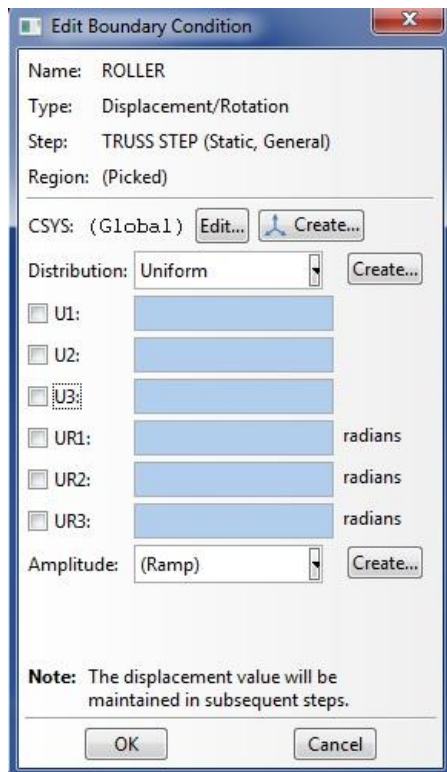 Edit Boundary Condition
Name: ROLLER
Type: Displacement/Rotation
Step: TRUSS STEP (Static, General)
Region: (Picked)
CSYS: (Global) Edit... Create...
Distribution: Uniform Create...
U1:
U2:
U3:
UR1: radians
UR2: radians
UR3: radians
Amplitude: (Ramp) Create...
Note: The displacement value will be
maintained in subsequent steps.
OK Cancel